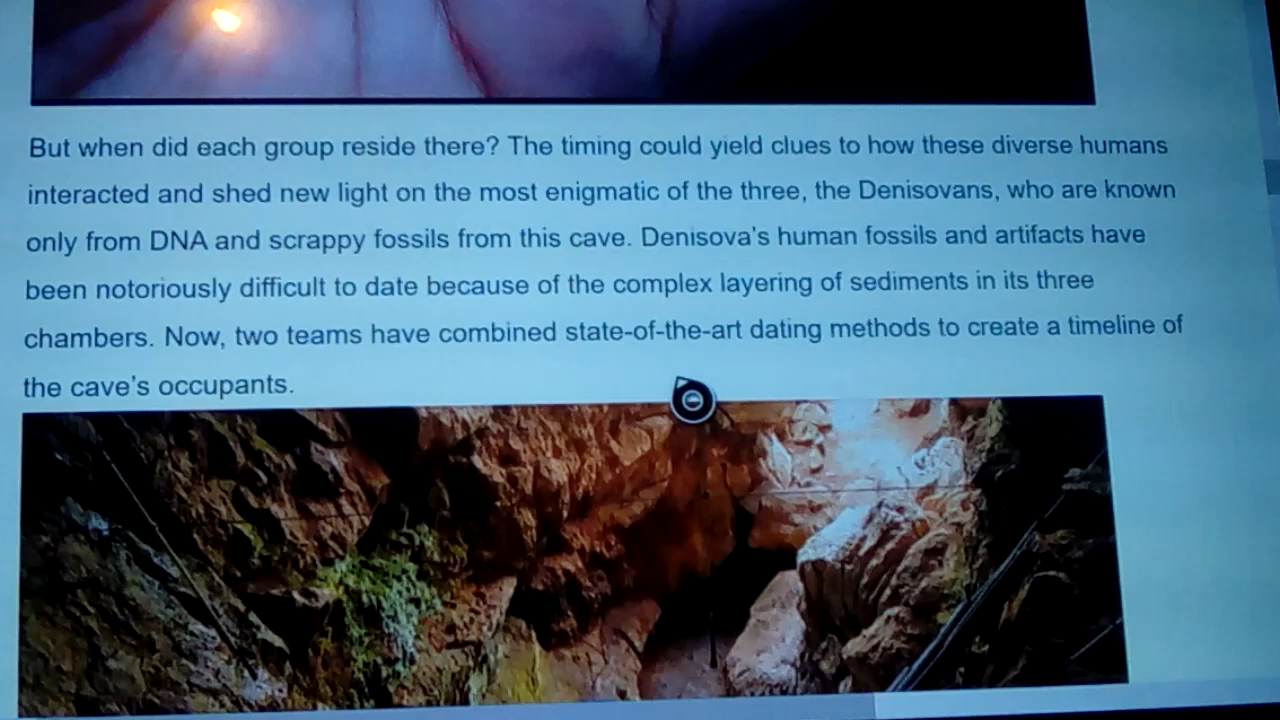 But when did each group reside there? The timing could yield clues to how these diverse humans
interacted and shed new light on the most enigmatic of the three, the Denisovans, who are known
only from DNA and scrappy fossils from this cave. Denisova's human fossils and artifacts have
been notoriously difficult to date because of the complex layering of sediments in its three
chambers. Now, two teams have combined state-of-the-art dating methods to create a timeline of
the cave's occupants.